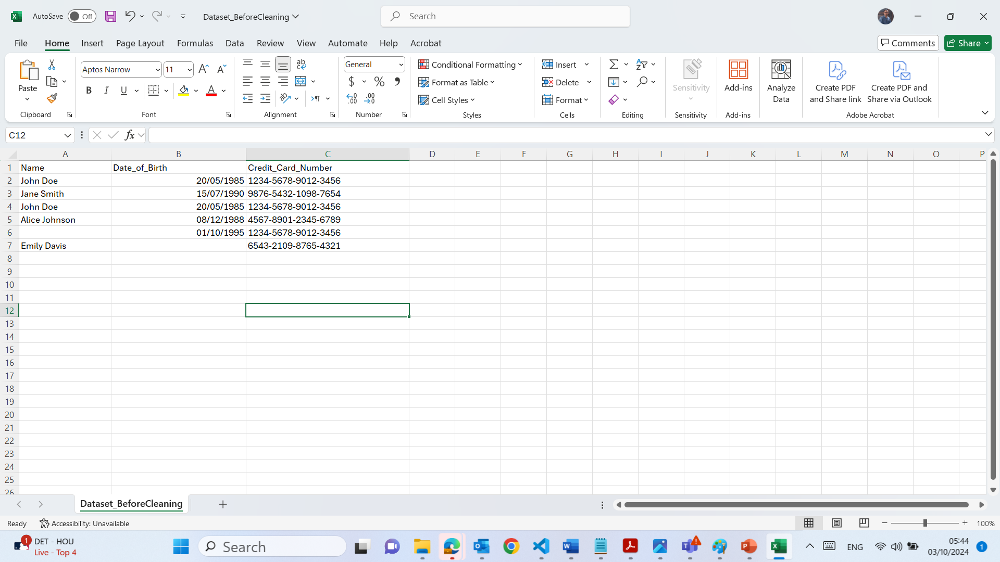 AutoSave Off Dataset_BeforeCleaning Search
File Home Insert Page Layout Formulas Data Review View Automate Help Acrobat Comments Share
Paste Aptos Narrow 11 General Conditional Formatting Insert Sensitivity Add-ins Analyze Data Create PDF and Share link Create PDF and Share via Outlook
B I U $ % Format as Table Delete
Cell Styles Format
Clipboard Font Alignment Number Styles Cells Editing Sensitivity Add-ins Adobe Acrobat
C12 fx
A B C D E F G H I J K L M N O P
1 Name Date_of_Birth Credit_Card_Number
2 John Doe 20/05/1985 1234-5678-9012-3456
3 Jane Smith 15/07/1990 9876-5432-1098-7654
4 John Doe 20/05/1985 1234-5678-9012-3456
5 Alice Johnson 08/12/1988 4567-8901-2345-6789
6 01/10/1995 1234-5678-9012-3456
7 Emily Davis 6543-2109-8765-4321
8
9
10
11
12
13
14
15
16
17
18
19
20
21
22
23
24
25
26
Dataset_BeforeCleaning
Ready Accessibility: Unavailable 100%
1 DET - HOU Search ENG 05:44
Live - Top 4 03/10/2024 1